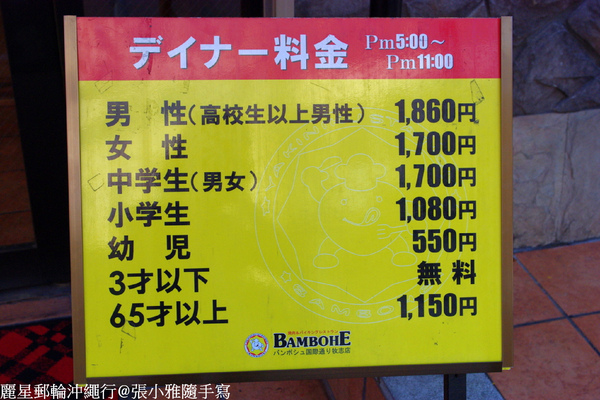 デイナー料金 Pm5:00～
Pm11:00
男 性(高校生以上男性) 1,860円
女 性 1,700円
中学生(男女) 1,700円
小学生 1,080円
幼 児 550円
3才以下 無 料
65才以上 1,150円
BAMBOHE
バンボシュ国際通り牧志店
麗星郵輪沖繩行@張小雅隨手寫